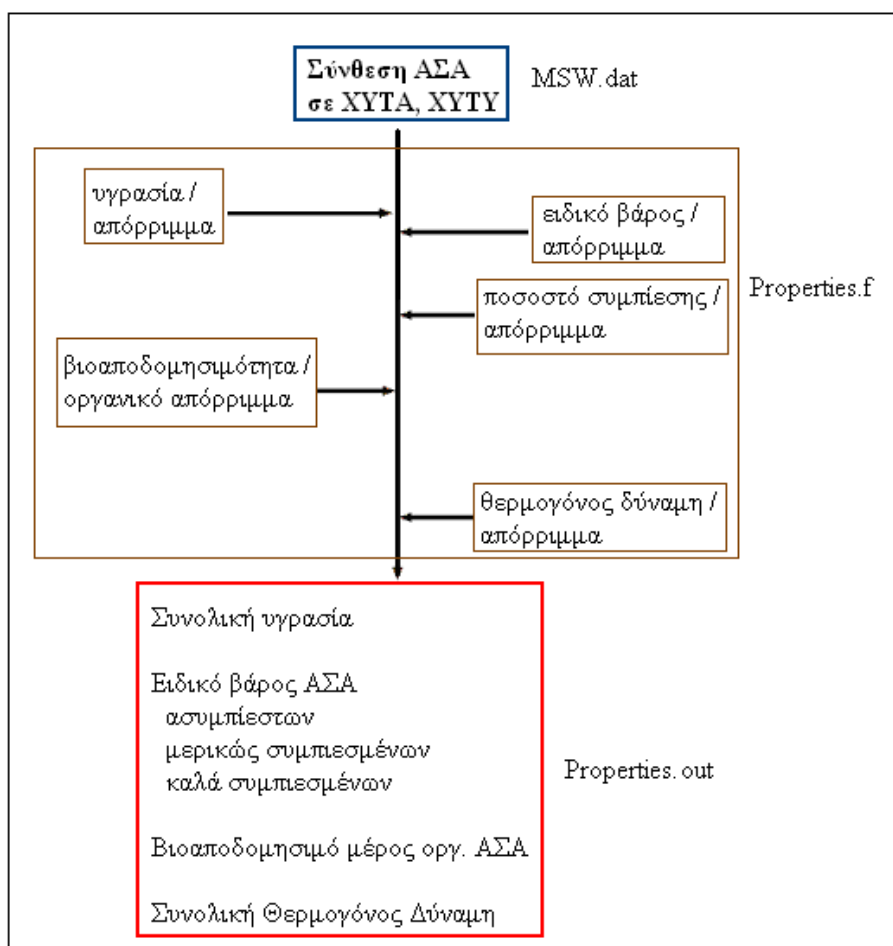 Σύνθεση ΑΣΑ
σε ΧΥΤΑ, ΧΥΤΥ
MSW.dat
υγρασία /
απόρριμμα
ειδικό βάρος /
απόρριμμα
ποσοστό συμπίεσης /
απόρριμμα
Properties.f
βιοαποδομησιμότητα /
οργανικό απόρριμμα
θερμογόνος δύναμη /
απόρριμμα
Συνολική υγρασία
Ειδικό βάρος ΑΣΑ
ασυμπίεστων
μερικώς συμπιεσμένων
καλά συμπιεσμένων
Properties.out
Βιοαποδομησιμό μέρος οργ. ΑΣΑ
Συνολική Θερμογόνος Δύναμη